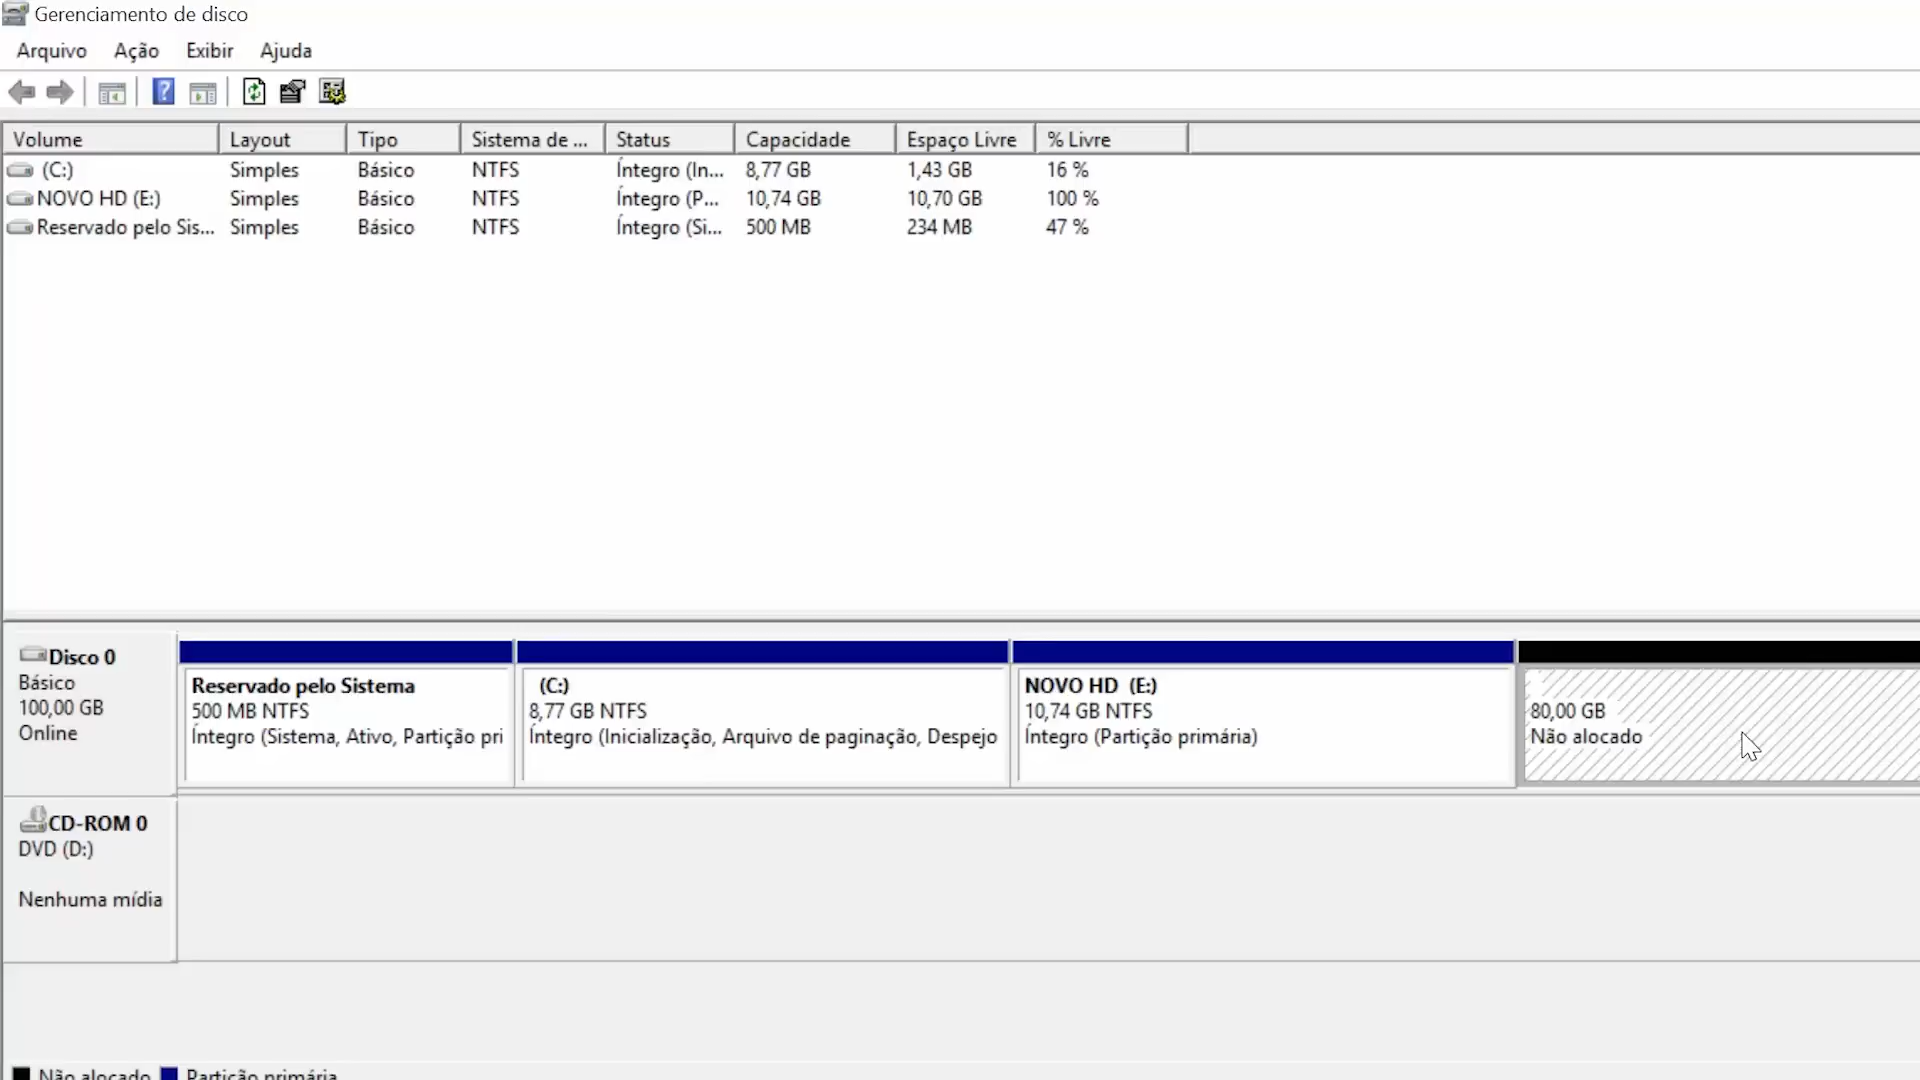 Gerenciamento de disco
Arquivo Ação Exibir Ajuda
Volume Layout Tipo Sistema de ... Status Capacidade Espaço Livre % Livre
(C:) Simples Básico NTFS Íntegro (In... 8,77 GB 1,43 GB 16 %
NOVO HD (E:) Simples Básico NTFS Íntegro (P... 10,74 GB 10,70 GB 100 %
Reservado pelo Sis... Simples Básico NTFS Íntegro (Si... 500 MB 234 MB 47 %
Disco 0
Básico
100,00 GB
Online
Reservado pelo Sistema
500 MB NTFS
Íntegro (Sistema, Ativo, Partição pri
(C:)
8,77 GB NTFS
Íntegro (Inicialização, Arquivo de paginação, Despejo
NOVO HD (E:)
10,74 GB NTFS
Íntegro (Partição primária)
80,00 GB
Não alocado
CD-ROM 0
DVD (D:)
Nenhuma mídia
Não alocado Partição primária